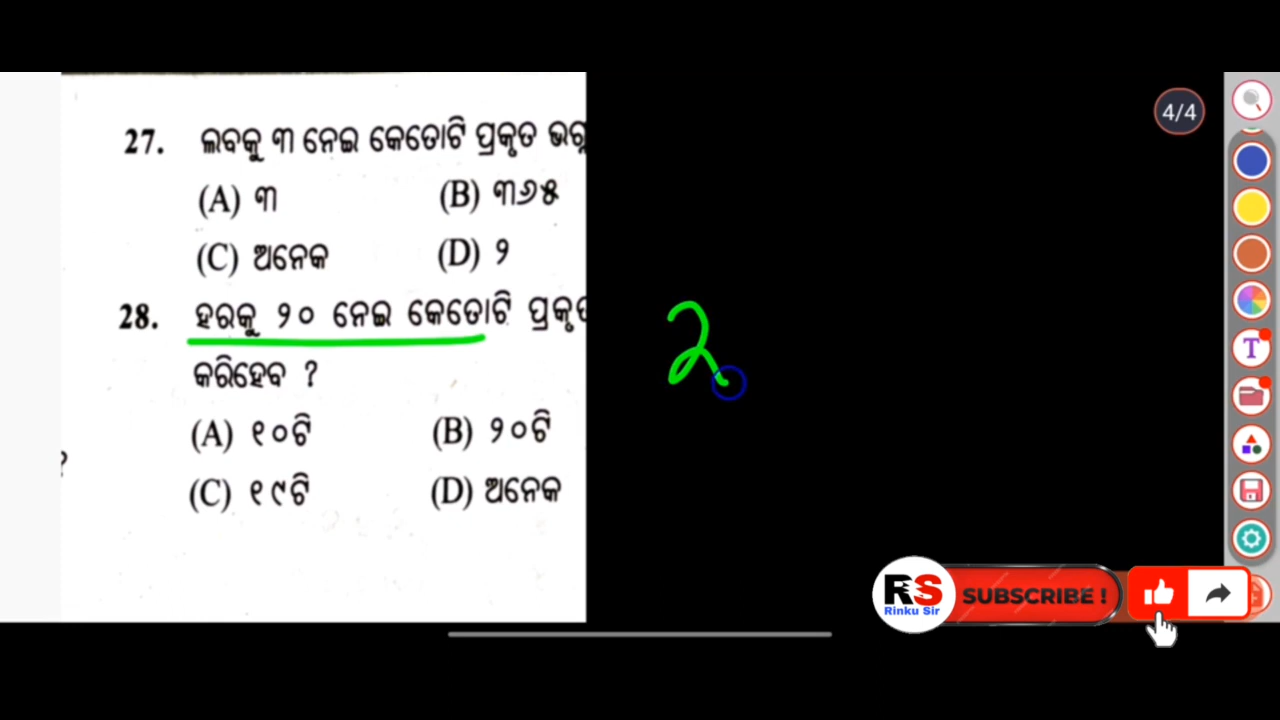 4/4
27. ଲବକୁ ୩ ନେଇ କେତୋଟି ପ୍ରକୃତ
(A) ୩ (B) ୩୬୫
(C) ଅନେକ (D) ୨
28. ହରକୁ ୨୦ ନେଇ କେତୋଟି
କରିହେବ ?
(A) ୧୦ଟି (B) ୨୦ଟି
(C) ୧୯ଟି (D) ଅନେକ
2
T
RS
Rinku Sir
SUBSCRIBE !